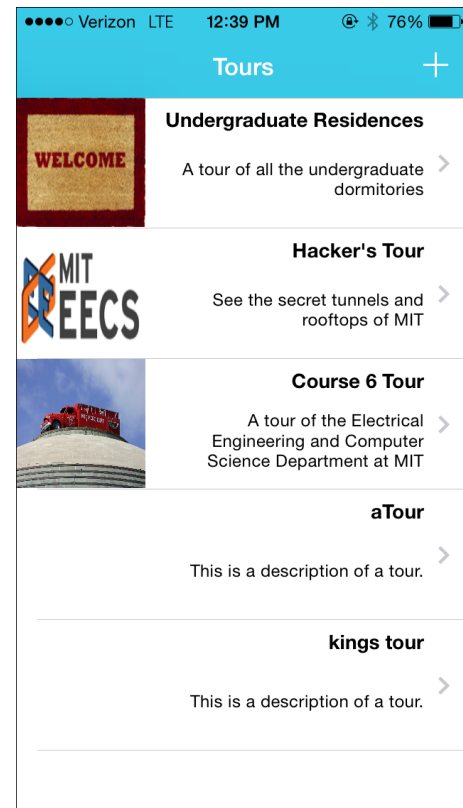 Verizon LTE 12:39 PM 76%
Tours
WELCOME
Undergraduate Residences
A tour of all the undergraduate
dormitories
MIT
EECS
Hacker's Tour
See the secret tunnels and
rooftops of MIT
Course 6 Tour
A tour of the Electrical
Engineering and Computer
Science Department at MIT
aTour
This is a description of a tour.
kings tour
This is a description of a tour.